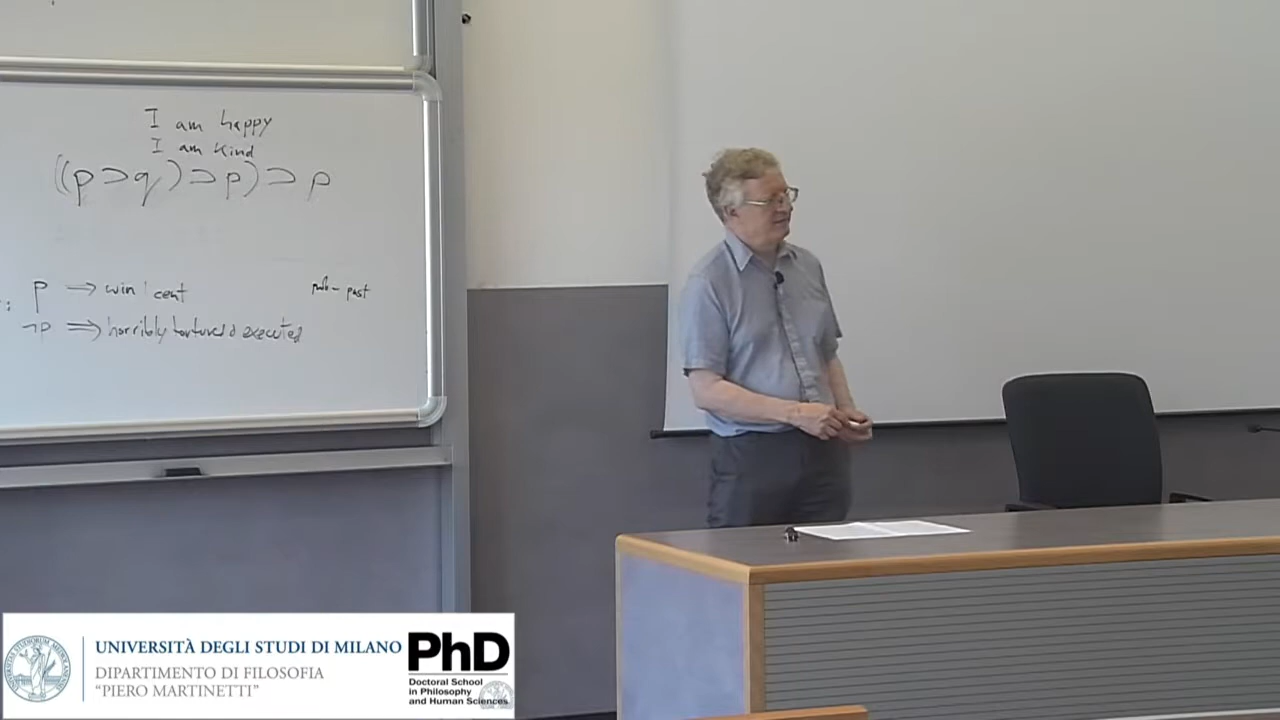 I am happy
I am kind
((p⊃q)⊃p)⊃p
p → win 1 cent
¬p ⇒ horribly tortured & executed
UNIVERSITÀ DEGLI STUDI DI MILANO
DIPARTIMENTO DI FILOSOFIA
"PIERO MARTINETTI"
PhD
Doctoral School
in Philosophy
and Human Sciences